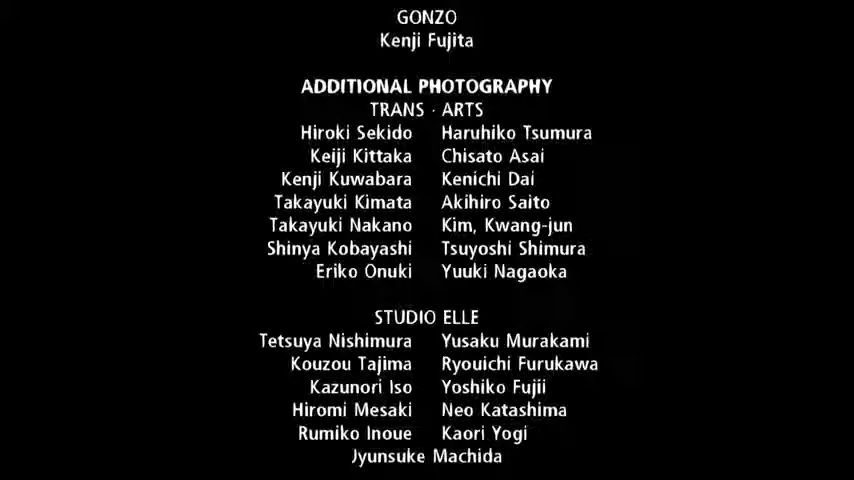 GONZO
Kenji Fujita
ADDITIONAL PHOTOGRAPHY
TRANS · ARTS
Hiroki Sekido Haruhiko Tsumura
Keiji Kittaka Chisato Asai
Kenji Kuwabara Kenichi Dai
Takayuki Kimata Akihiro Saito
Takayuki Nakano Kim, Kwang-jun
Shinya Kobayashi Tsuyoshi Shimura
Eriko Onuki Yuuki Nagaoka
STUDIO ELLE
Tetsuya Nishimura Yusaku Murakami
Kouzou Tajima Ryouichi Furukawa
Kazunori Iso Yoshiko Fujii
Hiromi Mesaki Neo Katashima
Rumiko Inoue Kaori Yogi
Jyunsuke Machida